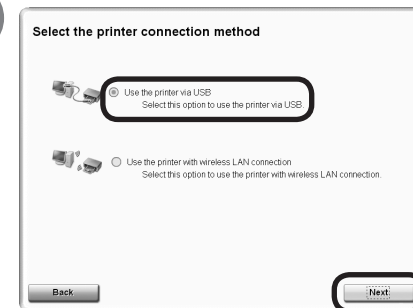 Select the printer connection method
Use the printer via USB
Select this option to use the printer via USB.
Use the printer with wireless LAN connection
Select this option to use the printer with wireless LAN connection.
Back
Next